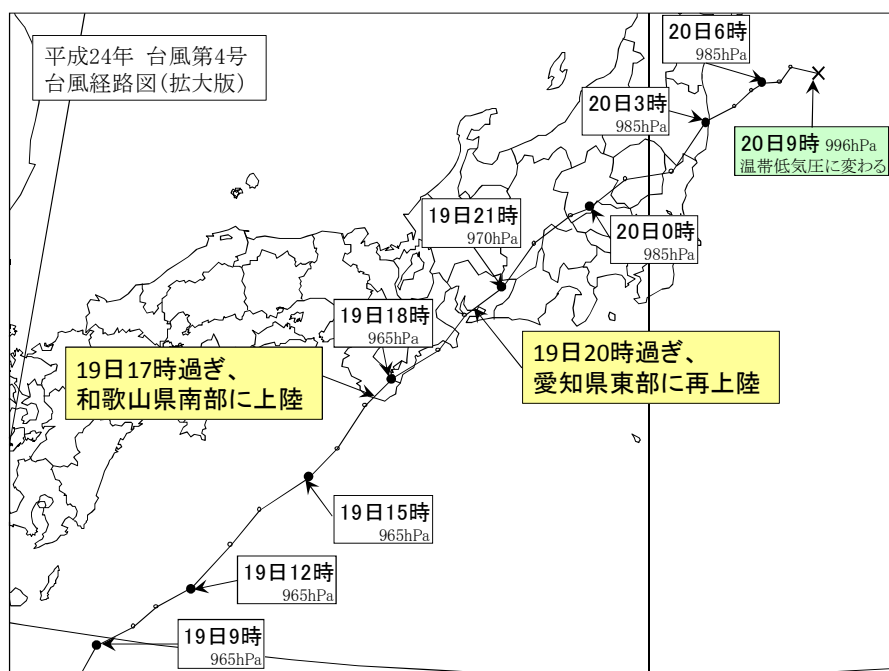 平成24年 台風第4号
台風経路図(拡大版)
20日6時
985hPa
20日3時
985hPa
20日9時 996hPa
温帯低気圧に変わる
19日21時
970hPa
20日0時
985hPa
19日18時
965hPa
19日17時過ぎ、
和歌山県南部に上陸
19日20時過ぎ、
愛知県東部に再上陸
19日15時
965hPa
19日12時
965hPa
19日9時
965hPa